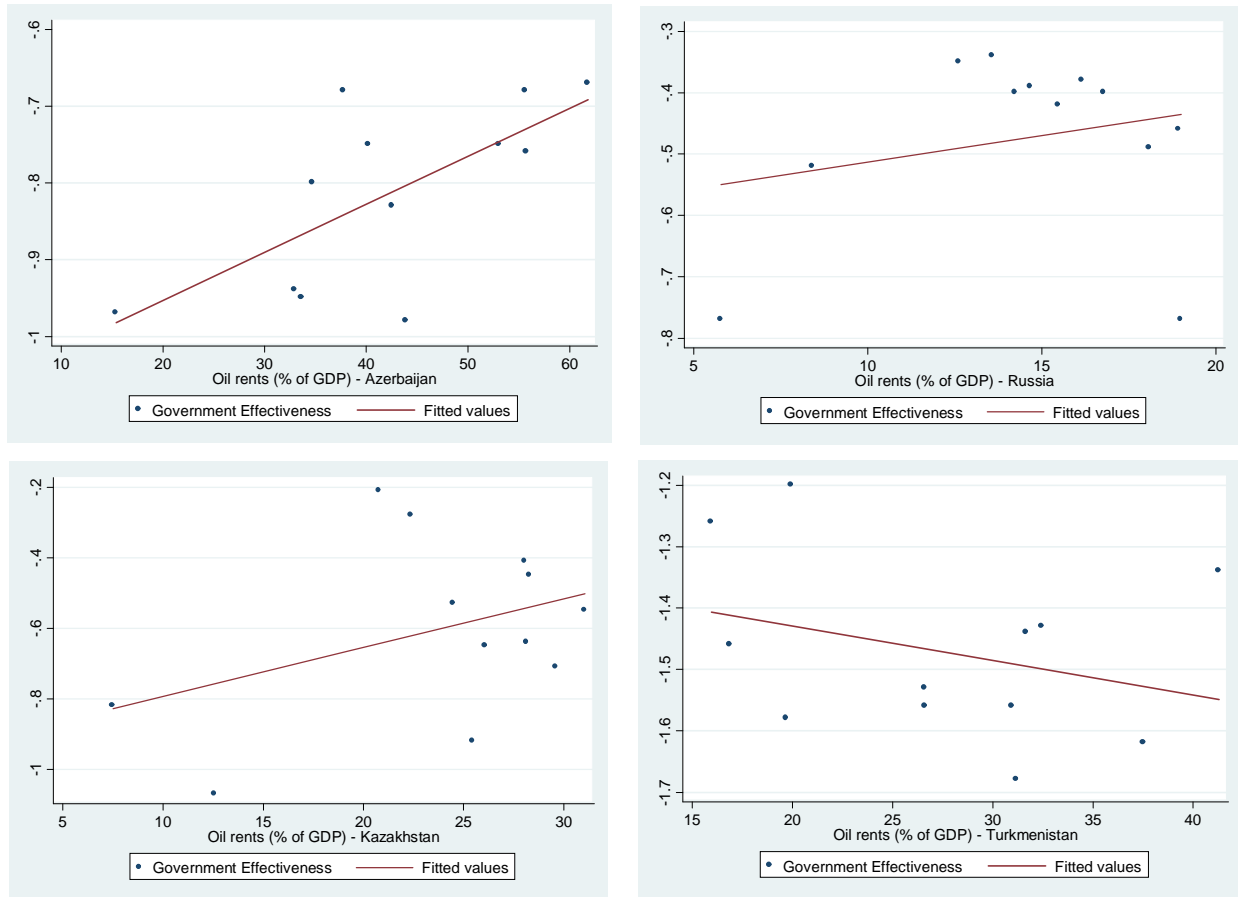 -.6
-.7
-.8
-.9
-1
10 20 30 40 50 60
Oil rents (% of GDP) - Azerbaijan
Government Effectiveness Fitted values
-.3
-.4
-.5
-.6
-.7
-.8
5 10 15 20
Oil rents (% of GDP) - Russia
Government Effectiveness Fitted values
-.2
-.4
-.6
-.8
-1
5 10 15 20 25 30
Oil rents (% of GDP) - Kazakhstan
Government Effectiveness Fitted values
-1.2
-1.3
-1.4
-1.5
-1.6
-1.7
15 20 25 30 35 40
Oil rents (% of GDP) - Turkmenistan
Government Effectiveness Fitted values